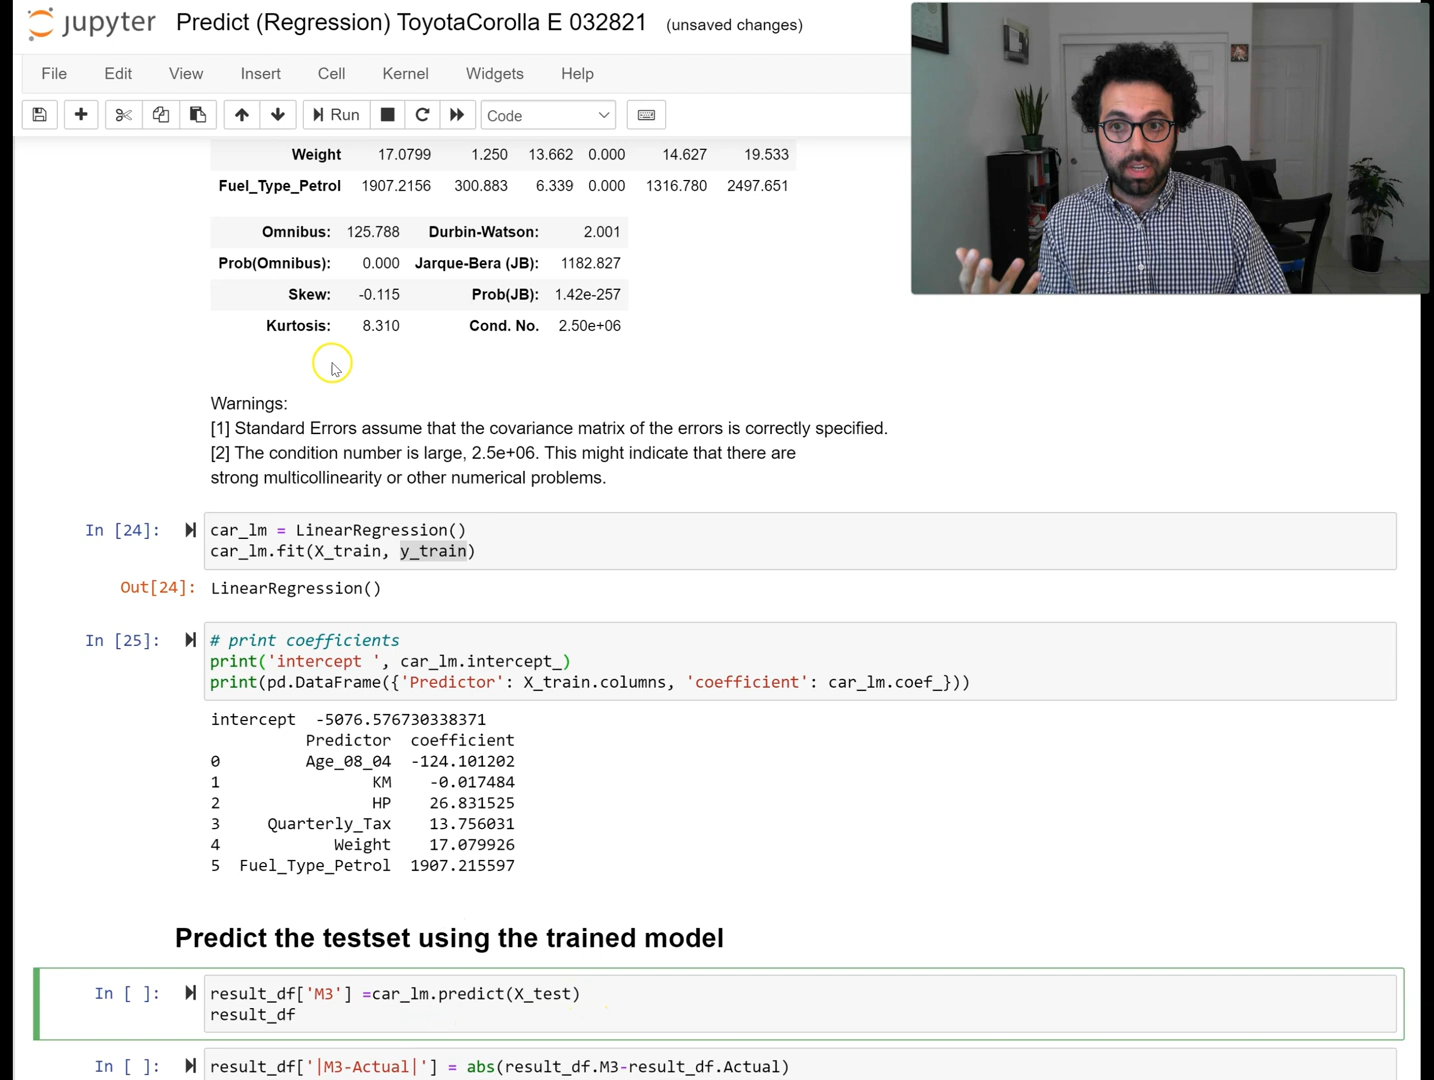 jupyter Predict (Regression) ToyotaCorolla E 032821 (unsaved changes)
File Edit View Insert Cell Kernel Widgets Help
Run Code
Weight 17.0799 1.250 13.662 0.000 14.627 19.533
Fuel_Type_Petrol 1907.2156 300.883 6.339 0.000 1316.780 2497.651
Omnibus: 125.788 Durbin-Watson: 2.001
Prob(Omnibus): 0.000 Jarque-Bera (JB): 1182.827
Skew: -0.115 Prob(JB): 1.42e-257
Kurtosis: 8.310 Cond. No. 2.50e+06
Warnings:
[1] Standard Errors assume that the covariance matrix of the errors is correctly specified.
[2] The condition number is large, 2.5e+06. This might indicate that there are
strong multicollinearity or other numerical problems.
In [24]: car_lm = LinearRegression()
car_lm.fit(X_train, y_train)
Out[24]: LinearRegression()
In [25]: # print coefficients
print('intercept ', car_lm.intercept_)
print(pd.DataFrame({'Predictor': X_train.columns, 'coefficient': car_lm.coef_}))
intercept  -5076.576730338371
Predictor coefficient
0 Age_08_04 -124.101202
1 KM -0.017484
2 HP 26.831525
3 Quarterly_Tax 13.756031
4 Weight 17.079926
5 Fuel_Type_Petrol 1907.215597
Predict the testset using the trained model
In [ ]: result_df['M3'] =car_lm.predict(X_test)
result_df
In [ ]: result_df['|M3-Actual|'] = abs(result_df.M3-result_df.Actual)